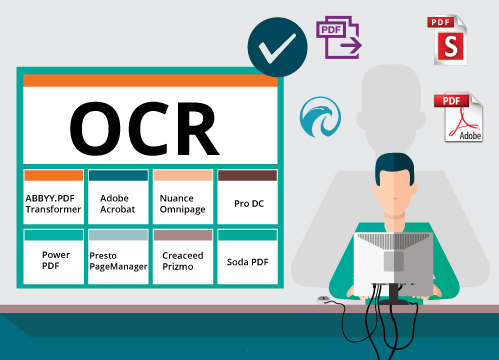 PDF
PDF
S
PDF
Adobe
OCR
ABBYY.PDF
Transformer
Adobe
Acrobat
Nuance
Omnipage
Pro DC
Power
PDF
Presto
PageManager
Creaceed
Prizmo
Soda PDF